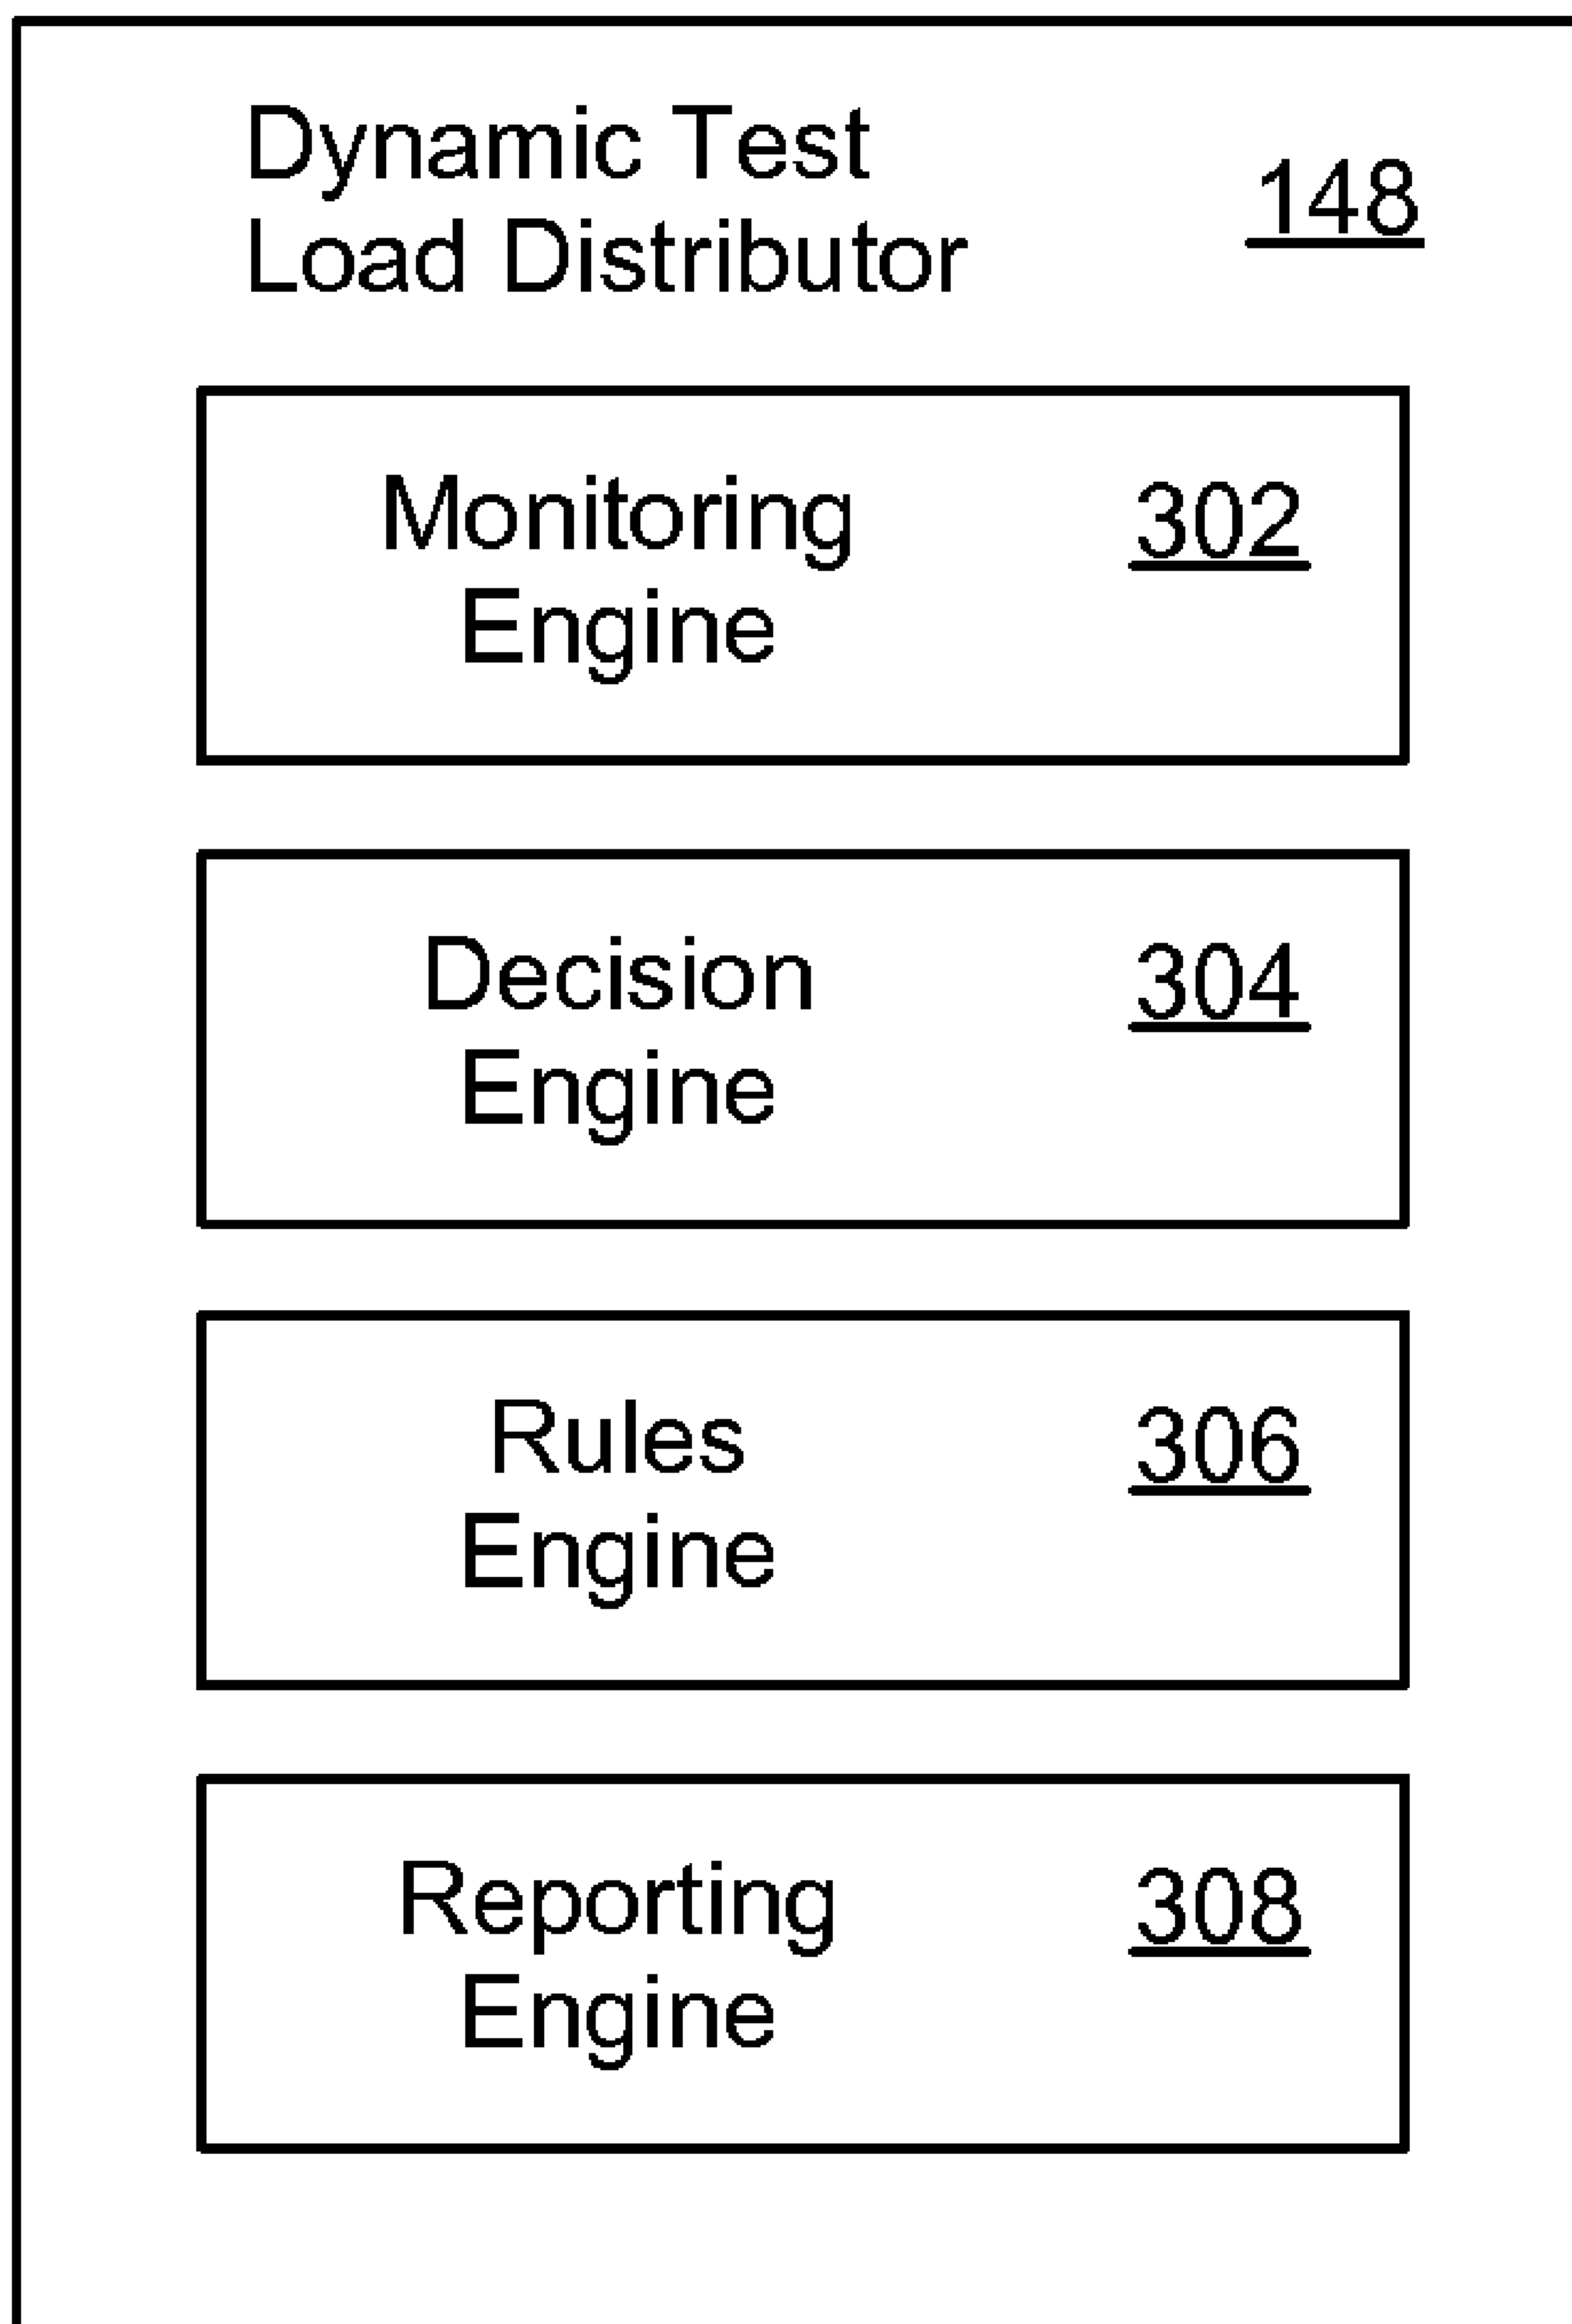 Dynamic Test
Load Distributor
148
Monitoring
Engine
302
Decision
Engine
304
Rules
Engine
306
Reporting
Engine
308